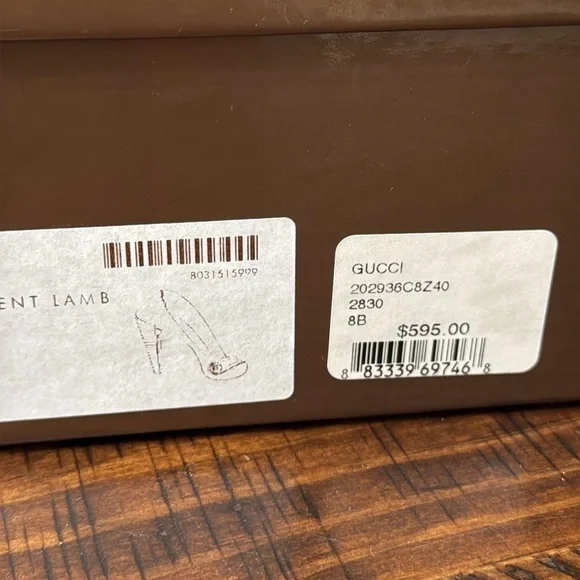 8031515999
ENT LAMB
GUCCI
202936C8Z40
2830
8B
$595.00
8 83339 69746 8